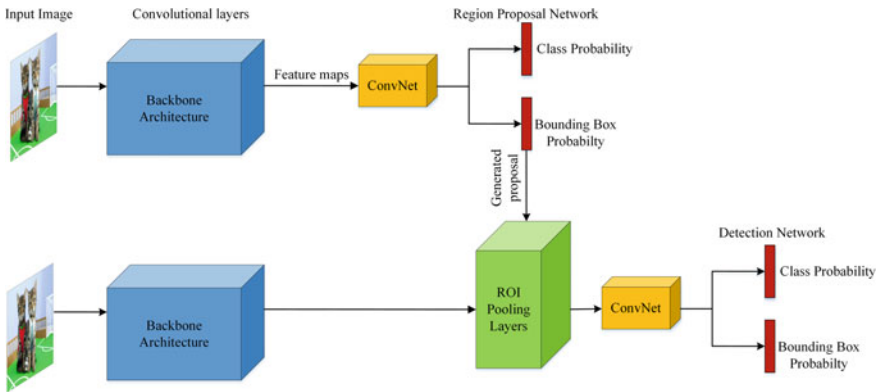 Input Image
Convolutional layers
Region Proposal Network
Class Probability
Feature maps
ConvNet
Backbone
Architecture
Bounding Box
Probabilty
Generated
proposal
Detection Network
Class Probability
ROI
Pooling
Layers
ConvNet
Backbone
Architecture
Bounding Box
Probabilty